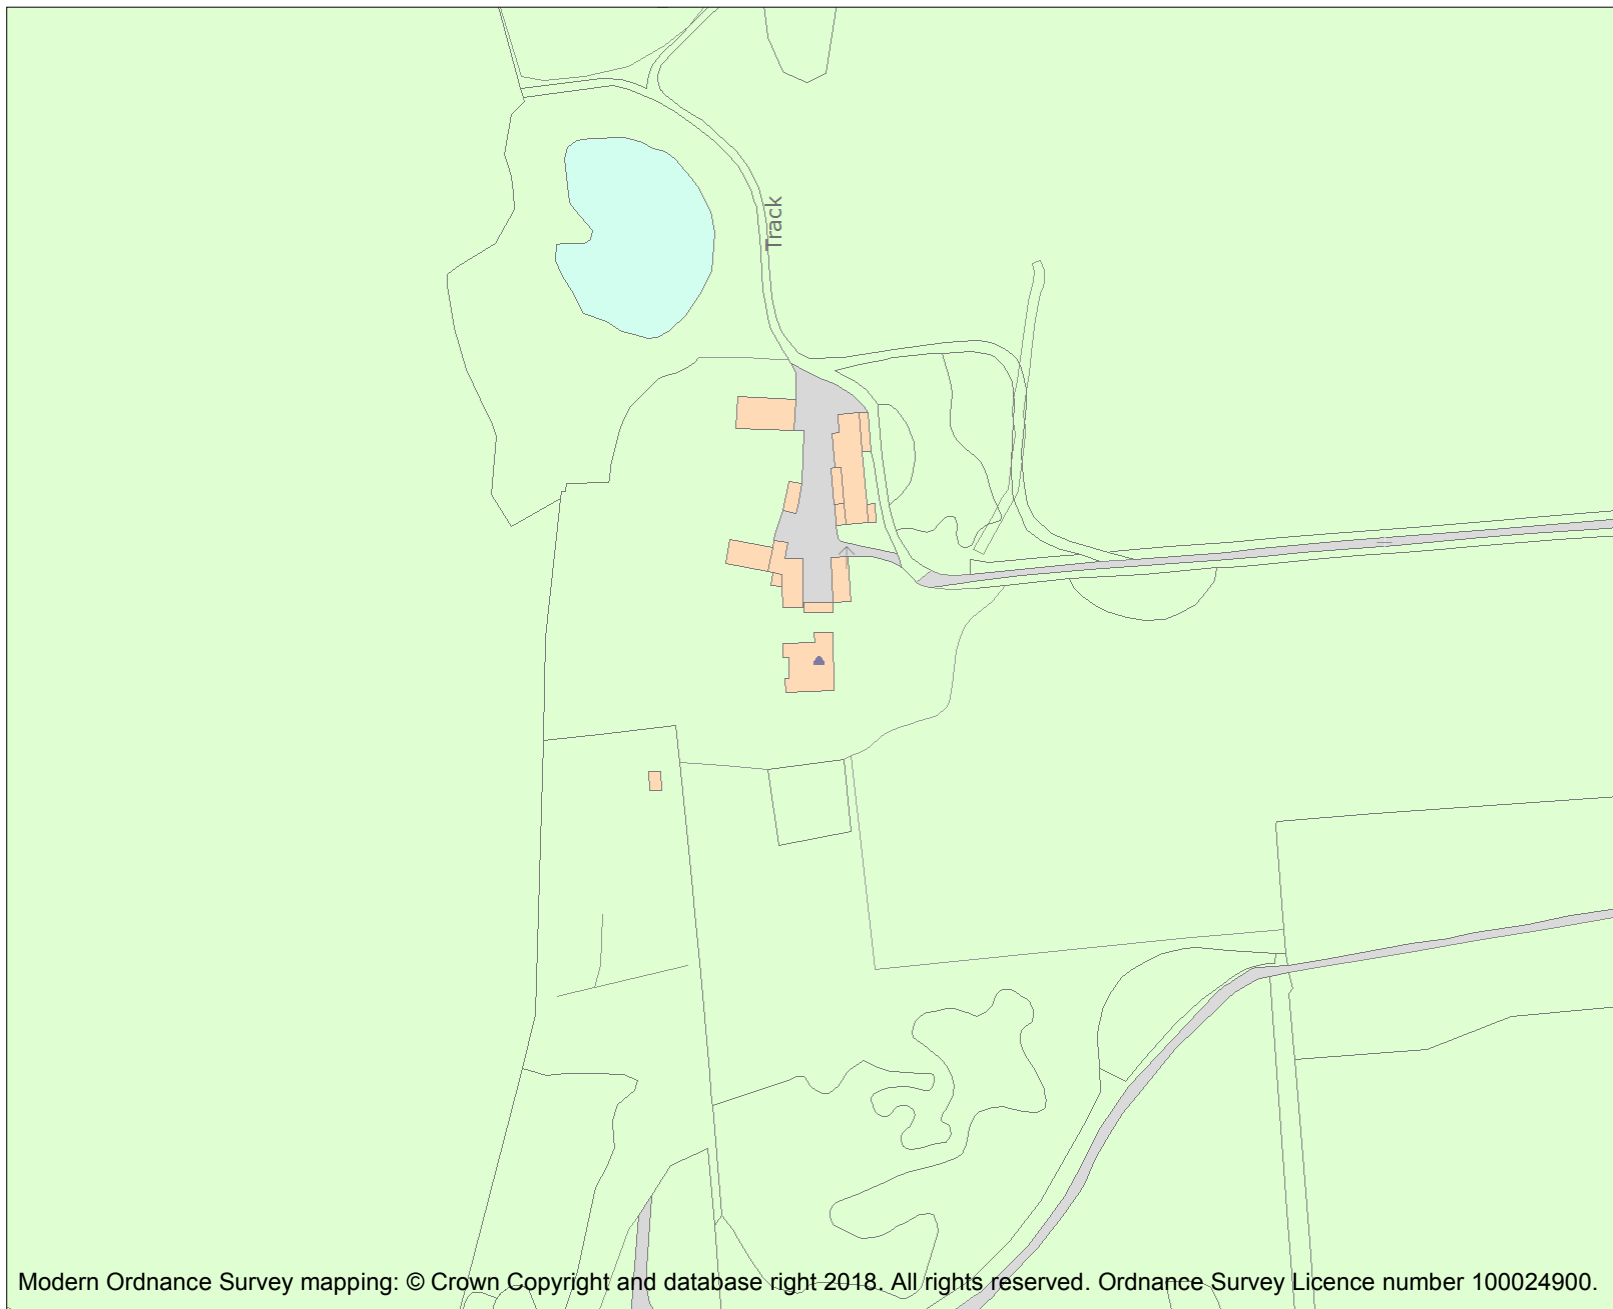 Track
Modern Ordnance Survey mapping: © Crown Copyright and database right 2018. All rights reserved. Ordnance Survey Licence number 100024900.